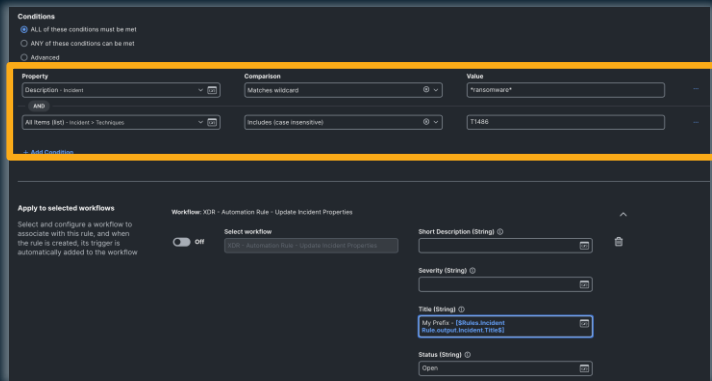 Conditions
ALL of these conditions must be met
ANY of these conditions can be met
Advanced
Property Comparison Value
Description - Incident Matches wildcard *ransomware*
AND
All Items (list) - Incident > Techniques Includes (case insensitive) T1486
+ Add Condition
Apply to selected workflows
Select and configure a workflow to
associate with this rule, and when
the rule is created, its trigger is
automatically added to the workflow
Workflow: XDR - Automation Rule - Update Incident Properties
Off
Select workflow
XDR - Automation Rule - Update Incident Properties
Short Description (String)
Severity (String)
Title (String)
My Prefix - [$Rules.Incident
Rule.output.Incident.Title$]
Status (String)
Open